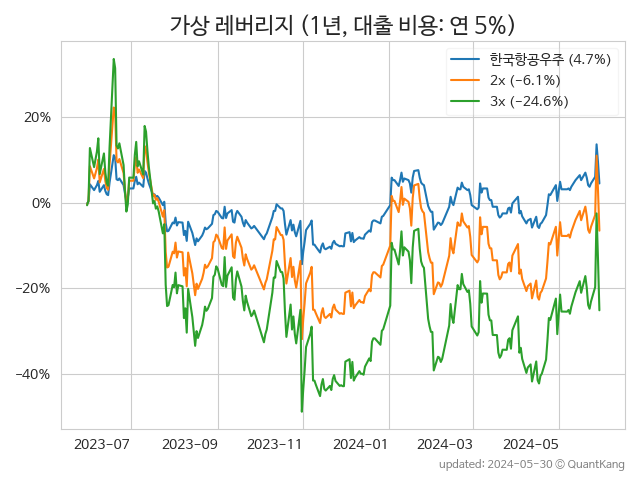 가상 레버리지 (1년, 대출 비용: 연 5%)
한국항공우주 (4.7%)
2x (−6.1%)
3x (−24.6%)
20%
0%
−20%
−40%
2023−07
2023−09
2023−11
2024−01
2024−03
2024−05
updated: 2024-05-30 © QuantKang